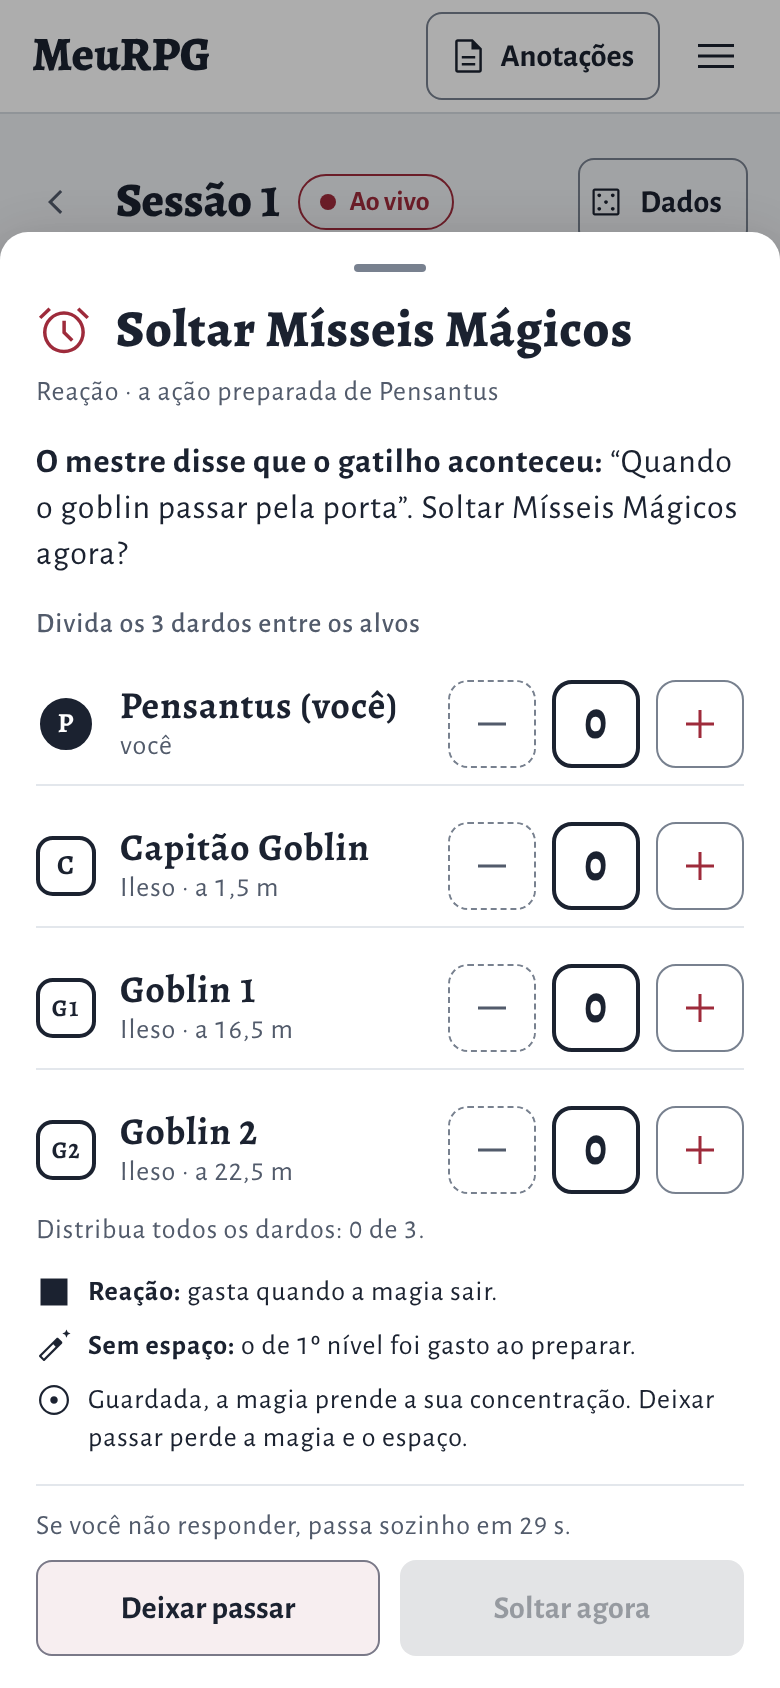 MeuRPG
Anotações
Sessão 1
Ao vivo
Dados
Soltar Mísseis Mágicos
Reação · a ação preparada de Pensantus
O mestre disse que o gatilho aconteceu: “Quando
o goblin passar pela porta”. Soltar Mísseis Mágicos
agora?
Divida os 3 dardos entre os alvos
P
Pensantus (você)
você
0
C
Capitão Goblin
Ileso · a 1,5 m
0
G1
Goblin 1
Ileso · a 16,5 m
0
G2
Goblin 2
Ileso · a 22,5 m
0
Distribua todos os dardos: 0 de 3.
Reação: gasta quando a magia sair.
Sem espaço: o de 1º nível foi gasto ao preparar.
Guardada, a magia prende a sua concentração. Deixar
passar perde a magia e o espaço.
Se você não responder, passa sozinho em 29 s.
Deixar passar
Soltar agora